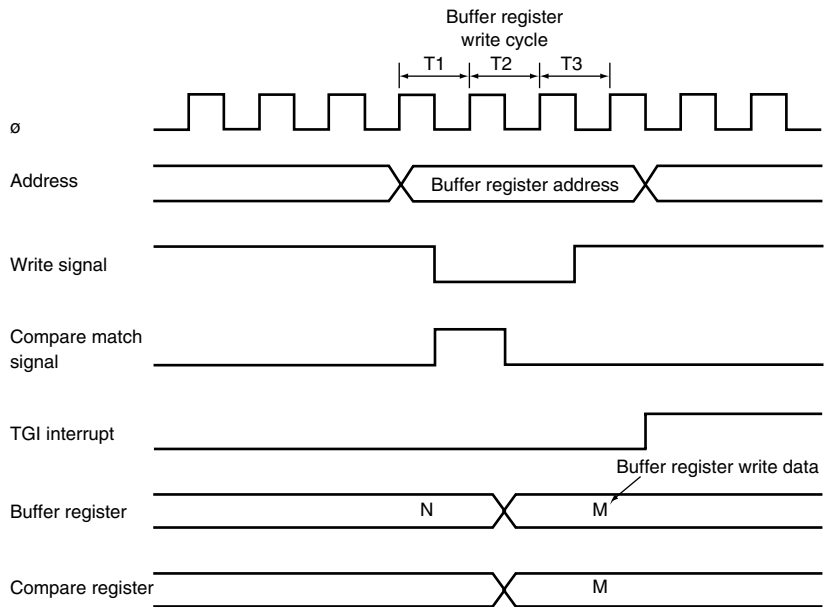 Buffer register
write cycle
T1 T2 T3
ø
Address
Buffer register address
Write signal
Compare match
signal
TGI interrupt
Buffer register write data
Buffer register
N M
Compare register
M